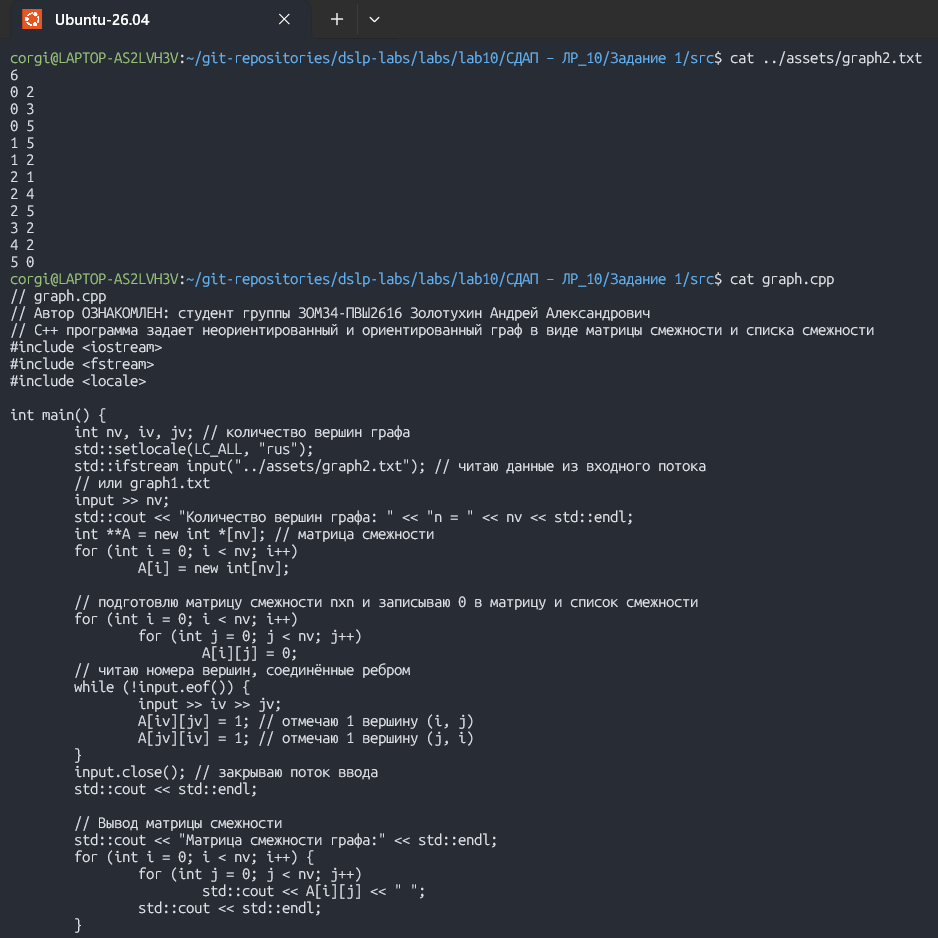 Ubuntu-26.04
corgi@LAPTOP-AS2LVH3V:~/git-repositories/dslp-labs/labs/lab10/СДАП – ЛР_10/Задание 1/src$ cat ../assets/graph2.txt
6
0 2
0 3
0 5
1 5
1 2
2 1
2 4
2 5
3 2
4 2
5 0
corgi@LAPTOP-AS2LVH3V:~/git-repositories/dslp-labs/labs/lab10/СДАП – ЛР_10/Задание 1/src$ cat graph.cpp
// graph.cpp
// Автор ОЗНАКОМЛЕН: студент группы ЗОМ34-ПВШ2616 Золотухин Андрей Александрович
// C++ программа задает неориентированный и ориентированный граф в виде матрицы смежности и списка смежности
#include <iostream>
#include <fstream>
#include <locale>
int main() {
int nv, iv, jv; // количество вершин графа
std::setlocale(LC_ALL, "rus");
std::ifstream input("../assets/graph2.txt"); // читаю данные из входного потока
// или graph1.txt
input >> nv;
std::cout << "Количество вершин графа: " << "n = " << nv << std::endl;
int **A = new int *[nv]; // матрица смежности
for (int i = 0; i < nv; i++)
A[i] = new int[nv];
// подготовлю матрицу смежности nxn и записываю 0 в матрицу и список смежности
for (int i = 0; i < nv; i++)
for (int j = 0; j < nv; j++)
A[i][j] = 0;
// читаю номера вершин, соединённые ребром
while (!input.eof()) {
input >> iv >> jv;
A[iv][jv] = 1; // отмечаю 1 вершину (i, j)
A[jv][iv] = 1; // отмечаю 1 вершину (j, i)
}
input.close(); // закрываю поток ввода
std::cout << std::endl;
// Вывод матрицы смежности
std::cout << "Матрица смежности графа:" << std::endl;
for (int i = 0; i < nv; i++) {
for (int j = 0; j < nv; j++)
std::cout << A[i][j] << " ";
std::cout << std::endl;
}